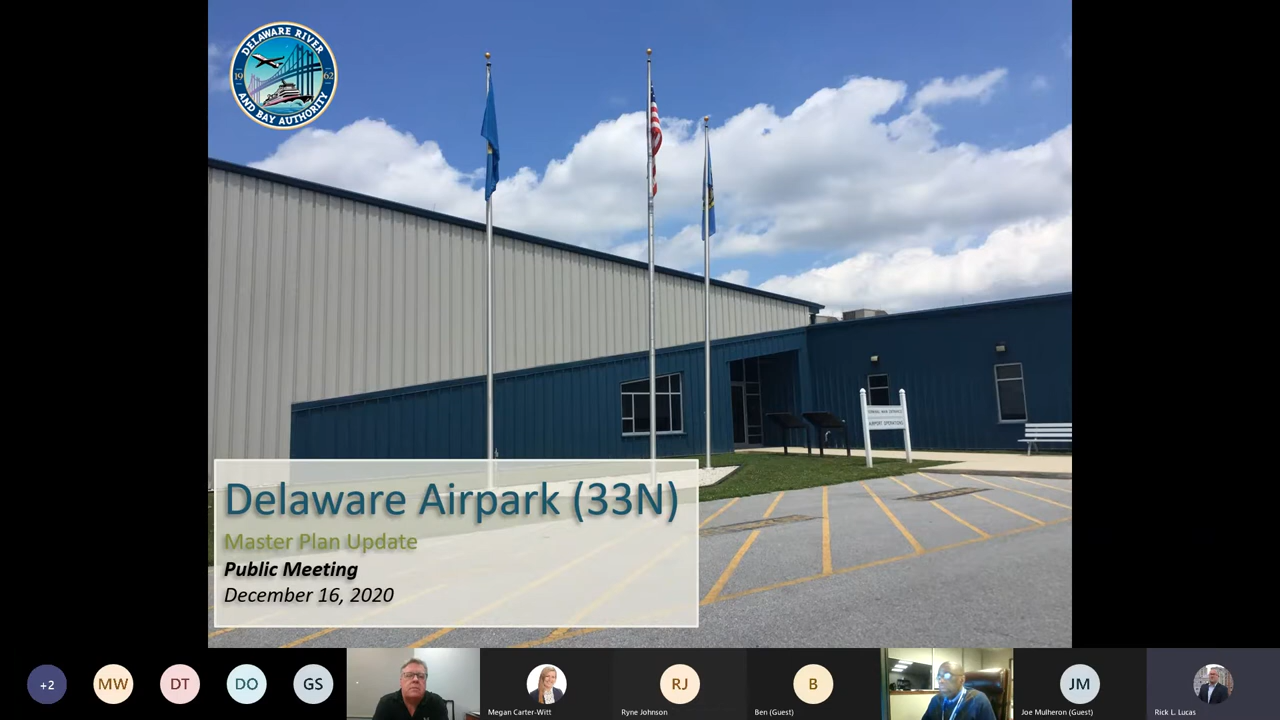 DELAWARE RIVER
19 62
AND BAY AUTHORITY
AIRPORT OPERATIONS
Delaware Airpark (33N)
Master Plan Update
Public Meeting
December 16, 2020
+2
MW
DT
DO
GS
Megan Carter-Witt
RJ
Ryne Johnson
B
Ben (Guest)
JM
Joe Mulheron (Guest)
Rick L. Lucas